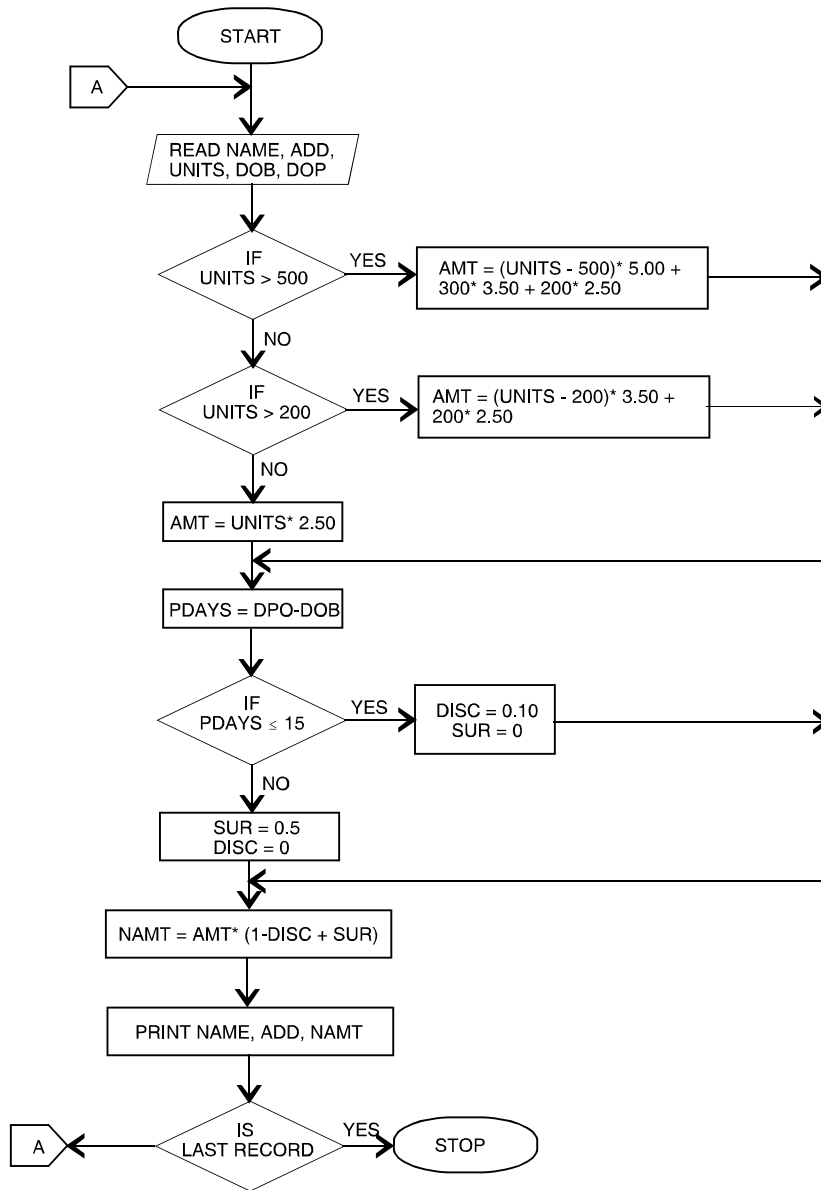 START
A
READ NAME, ADD,
UNITS, DOB, DOP
IF
UNITS > 500
YES
AMT = (UNITS - 500)* 5.00 +
300* 3.50 + 200* 2.50
NO
IF
UNITS > 200
YES
AMT = (UNITS - 200)* 3.50 +
200* 2.50
NO
AMT = UNITS* 2.50
PDAYS = DPO-DOB
IF
PDAYS ≤ 15
YES
DISC = 0.10
SUR = 0
NO
SUR = 0.5
DISC = 0
NAMT = AMT* (1-DISC + SUR)
PRINT NAME, ADD, NAMT
IS
LAST RECORD
YES
STOP
A